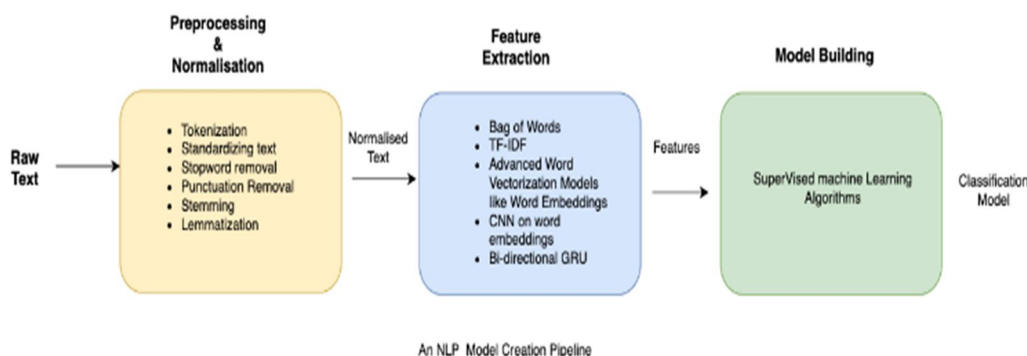 Preprocessing
&
Normalisation
Feature
Extraction
Model Building
Raw
Text
• Tokenization
• Standardizing text
• Stopword removal
• Punctuation Removal
• Stemming
• Lemmatization
Normalised
Text
• Bag of Words
• TF-IDF
• Advanced Word
Vectorization Models
like Word Embeddings
• CNN on word
embeddings
• Bi-directional GRU
Features
SuperVised machine Learning
Algorithms
Classification
Model
An NLP Model Creation Pipeline